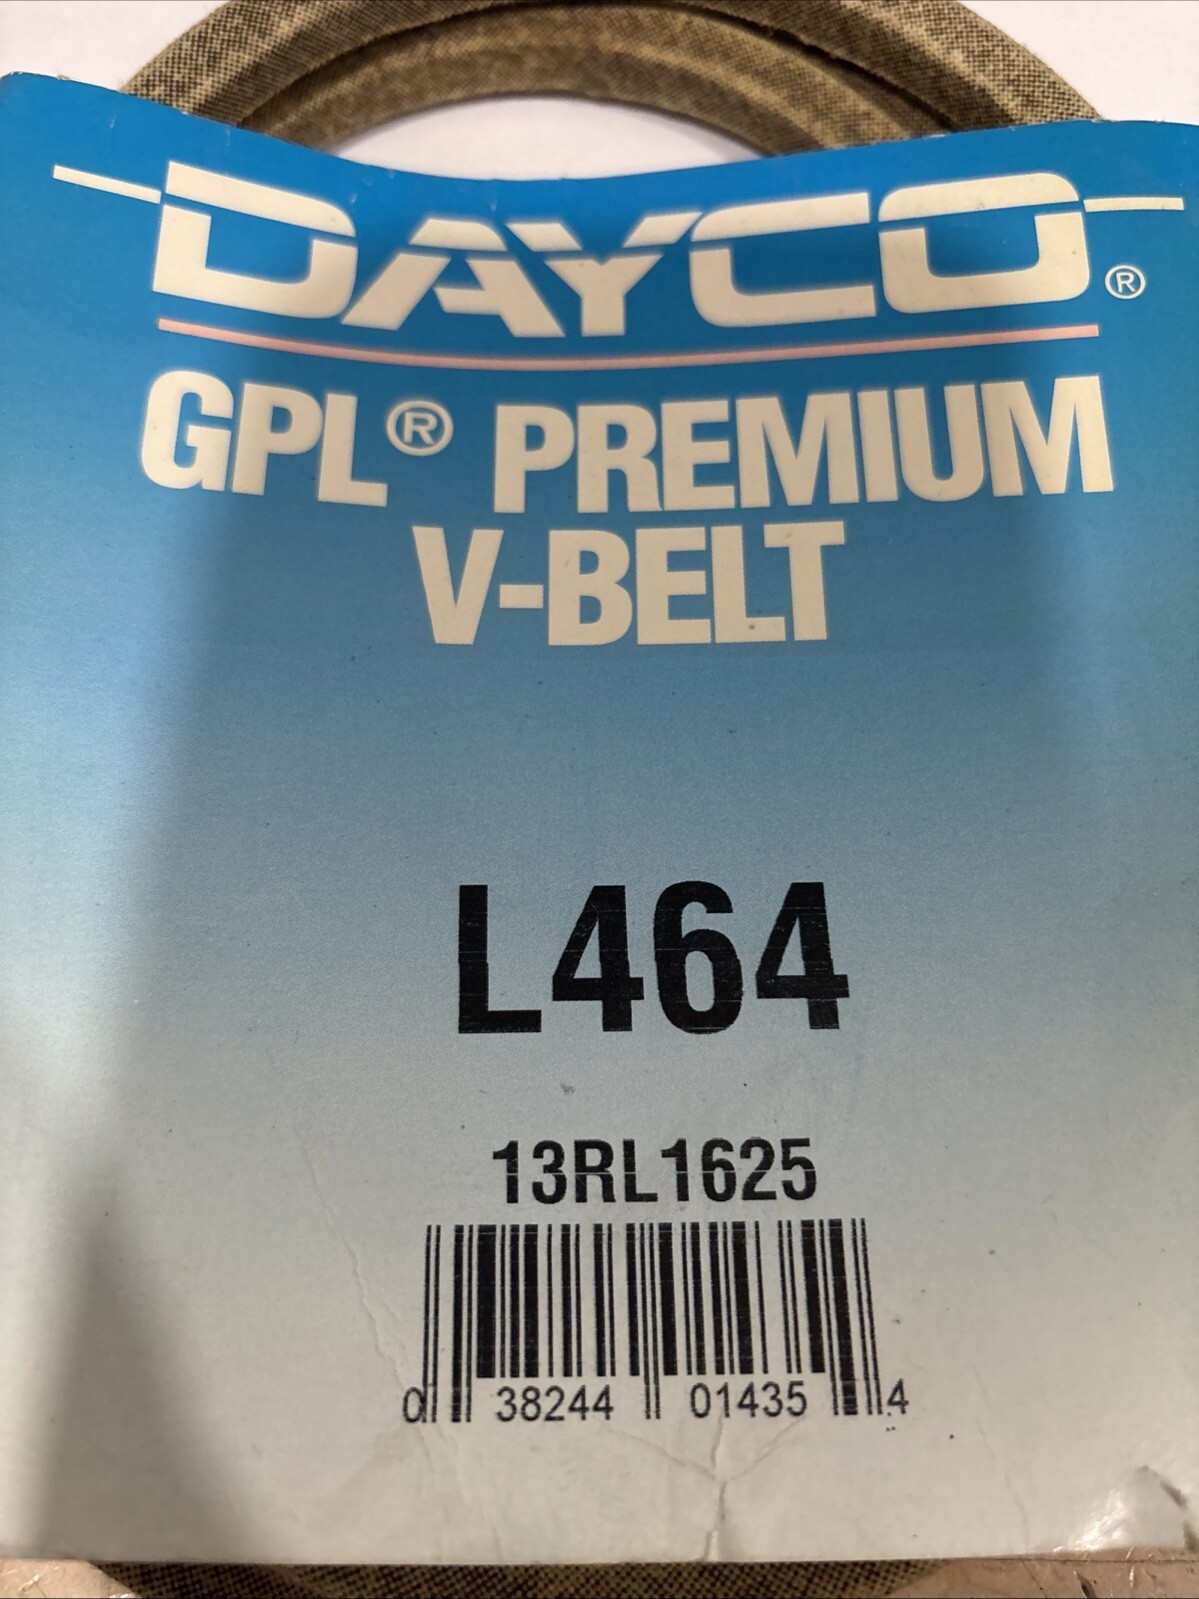 DAYCO®
GPL® PREMIUM
V-BELT
L464
13RL1625
0 38244 01435 4